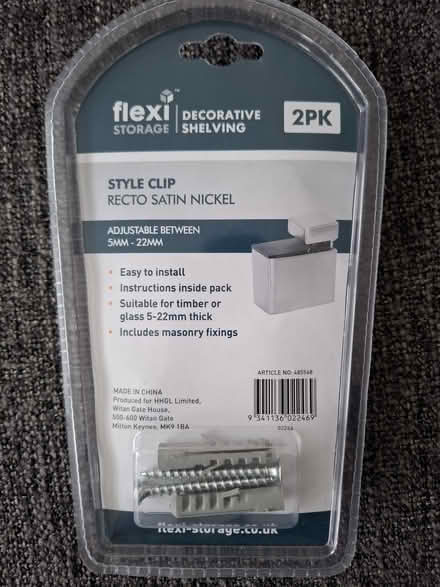 flexi™
STORAGE
DECORATIVE
SHELVING
2PK
STYLE CLIP
RECTO SATIN NICKEL
ADJUSTABLE BETWEEN
5MM - 22MM
• Easy to install
• Instructions inside pack
• Suitable for timber or
glass 5-22mm thick
• Includes masonry fixings
ARTICLE NO: 485568
MADE IN CHINA
Produced for HHGL Limited,
Witan Gate House,
500-600 Witan Gate
Milton Keynes, MK9 1BA
9 341136 022469
02246
flexi-storage.co.uk